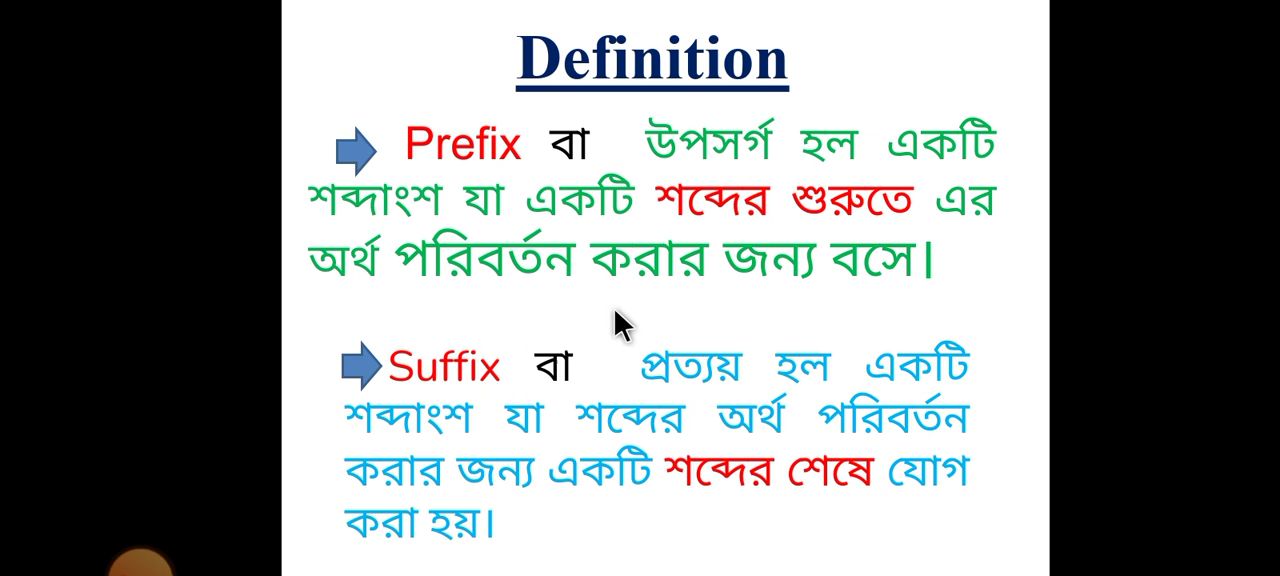 Definition
Prefix বা উপসর্গ হল একটি
শব্দাংশ যা একটি শব্দের শুরুতে এর
অর্থ পরিবর্তন করার জন্য বসে।
Suffix বা প্রত্যয় হল একটি
শব্দাংশ যা শব্দের অর্থ পরিবর্তন
করার জন্য একটি শব্দের শেষে যোগ
করা হয়।